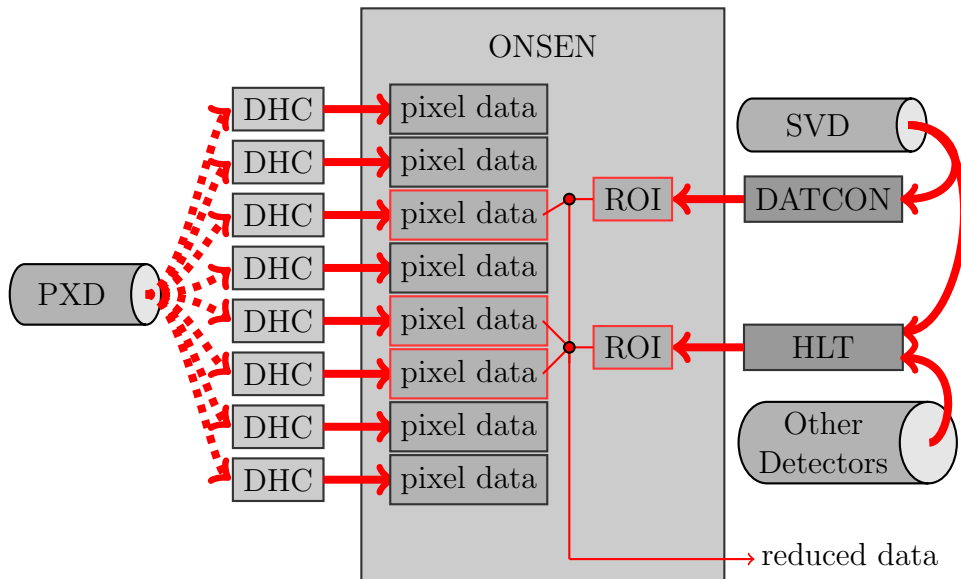 ONSEN
DHC
pixel data
SVD
DHC
pixel data
DHC
pixel data
ROI
DATCON
DHC
pixel data
PXD
DHC
pixel data
ROI
HLT
DHC
pixel data
DHC
pixel data
Other
Detectors
DHC
pixel data
reduced data